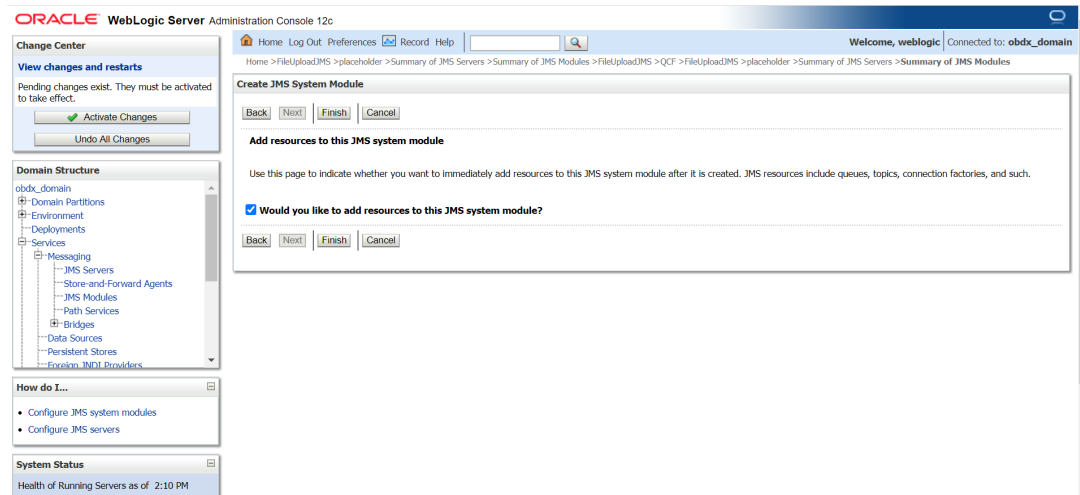 ORACLE WebLogic Server Administration Console 12c
Change Center
View changes and restarts
Pending changes exist. They must be activated
to take effect.
Activate Changes
Undo All Changes
Domain Structure
obdx_domain
Domain Partitions
Environment
Deployments
Services
Messaging
JMS Servers
Store-and-Forward Agents
JMS Modules
Path Services
Bridges
Data Sources
Persistent Stores
Foreign JNDI Providers
How do I...
Configure JMS system modules
Configure JMS servers
System Status
Health of Running Servers as of 2:10 PM
Home Log Out Preferences Record Help
Welcome, weblogic Connected to: obdx_domain
Home >FileUploadJMS >placeholder >Summary of JMS Servers >Summary of JMS Modules >FileUploadJMS >QCF >FileUploadJMS >placeholder >Summary of JMS Servers >Summary of JMS Modules
Create JMS System Module
Back Next Finish Cancel
Add resources to this JMS system module
Use this page to indicate whether you want to immediately add resources to this JMS system module after it is created. JMS resources include queues, topics, connection factories, and such.
Would you like to add resources to this JMS system module?
Back Next Finish Cancel